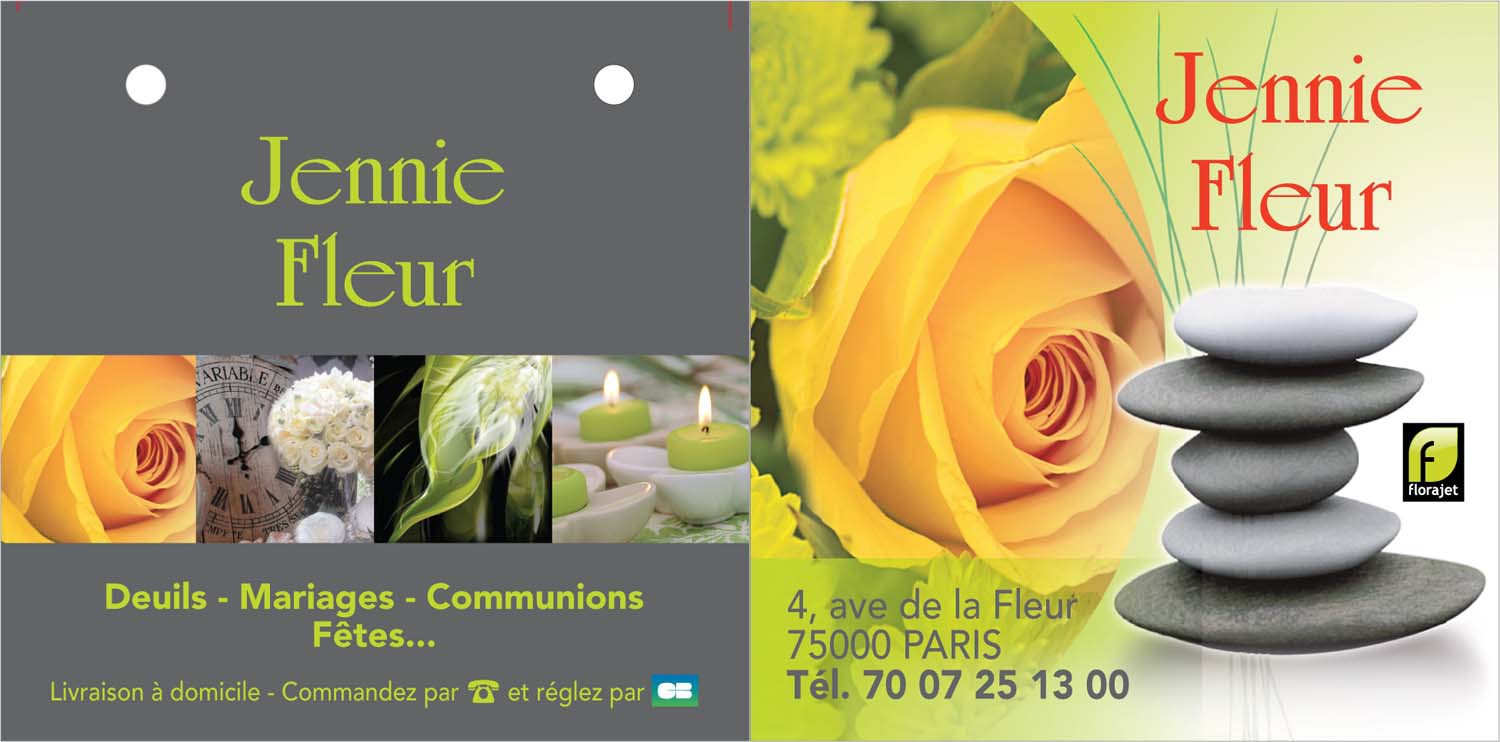 Jennie
Fleur
VARIABLE
Deuils - Mariages - Communions
Fêtes...
Livraison à domicile - Commandez par ☎ et réglez par CB
Jennie
Fleur
f
florajet
4, ave de la Fleur
75000 PARIS
Tél. 70 07 25 13 00